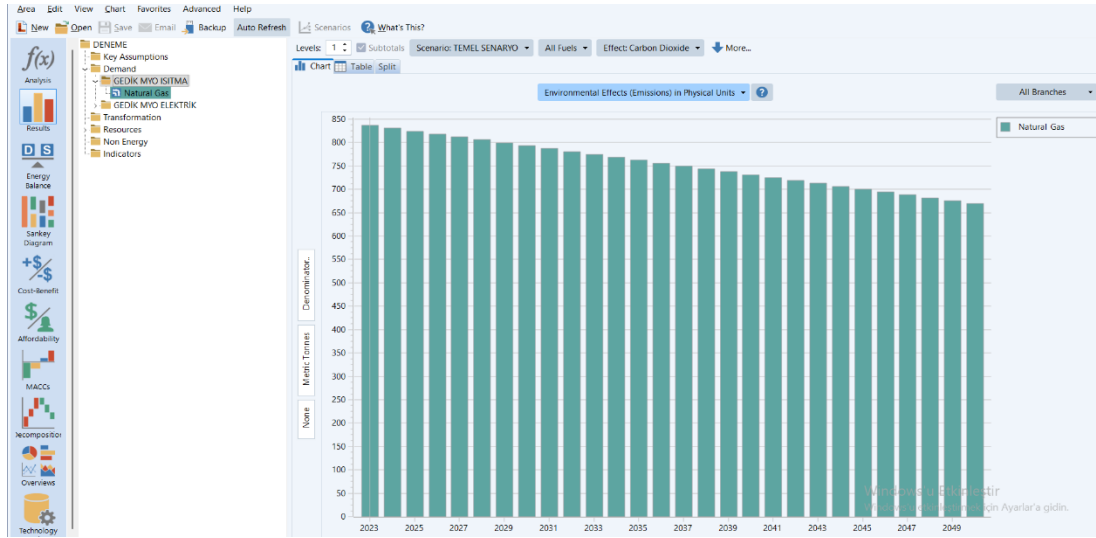 Area Edit View Chart Favorites Advanced Help
New Open Save Email Backup Auto Refresh Scenarios What's This?
f(x)
Analysis
Results
D S
Energy
Balance
Sankey
Diagram
+$/-$
Cost-Benefit
$/
Affordability
MACCs
Decomposition
Overviews
Technology
DENEME
Key Assumptions
Demand
GEDİK MYO ISITMA
Natural Gas
GEDİK MYO ELEKTRİK
Transformation
Resources
Non Energy
Indicators
Levels: 1 Subtotals Scenario: TEMEL SENARYO All Fuels Effect: Carbon Dioxide More...
Chart Table Split
Environmental Effects (Emissions) in Physical Units ? All Branches
Denominator..
Metric Tonnes
None
850
800
750
700
650
600
550
500
450
400
350
300
250
200
150
100
50
0
2023 2025 2027 2029 2031 2033 2035 2037 2039 2041 2043 2045 2047 2049
Natural Gas
Windows'u Etkinleştir
Windows'u etkinleştirmek için Ayarlar'a gidin.